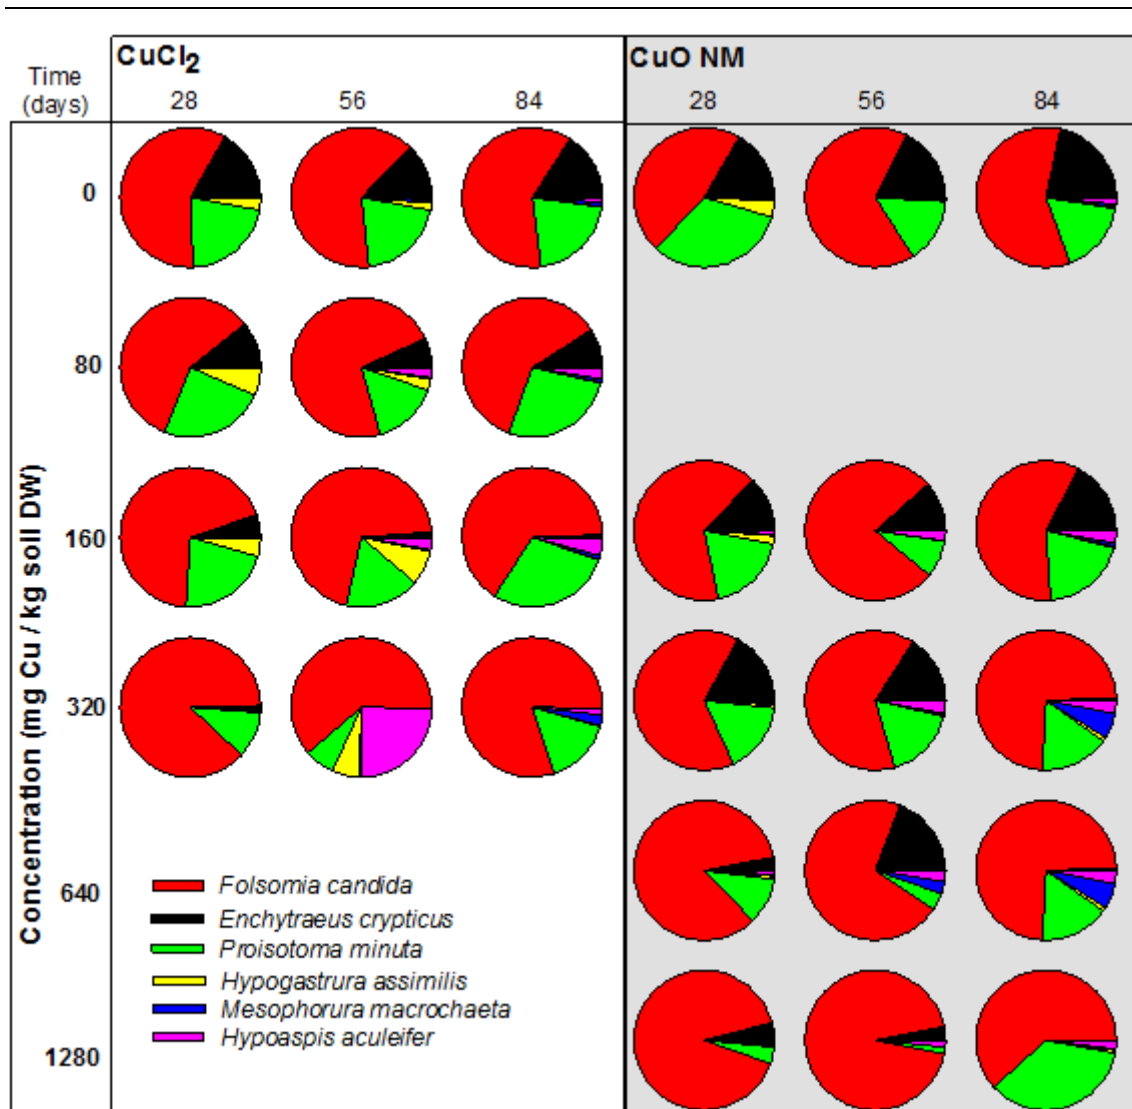 CuCl2
CuO NM
Time
(days)
28 56 84 28 56 84
0
80
160
320
640
1280
Concentration (mg Cu / kg soil DW)
Folsomia candida
Enchytraeus crypticus
Proisotoma minuta
Hypogastrura assimilis
Mesophorura macrochaeta
Hypoaspis aculeifer